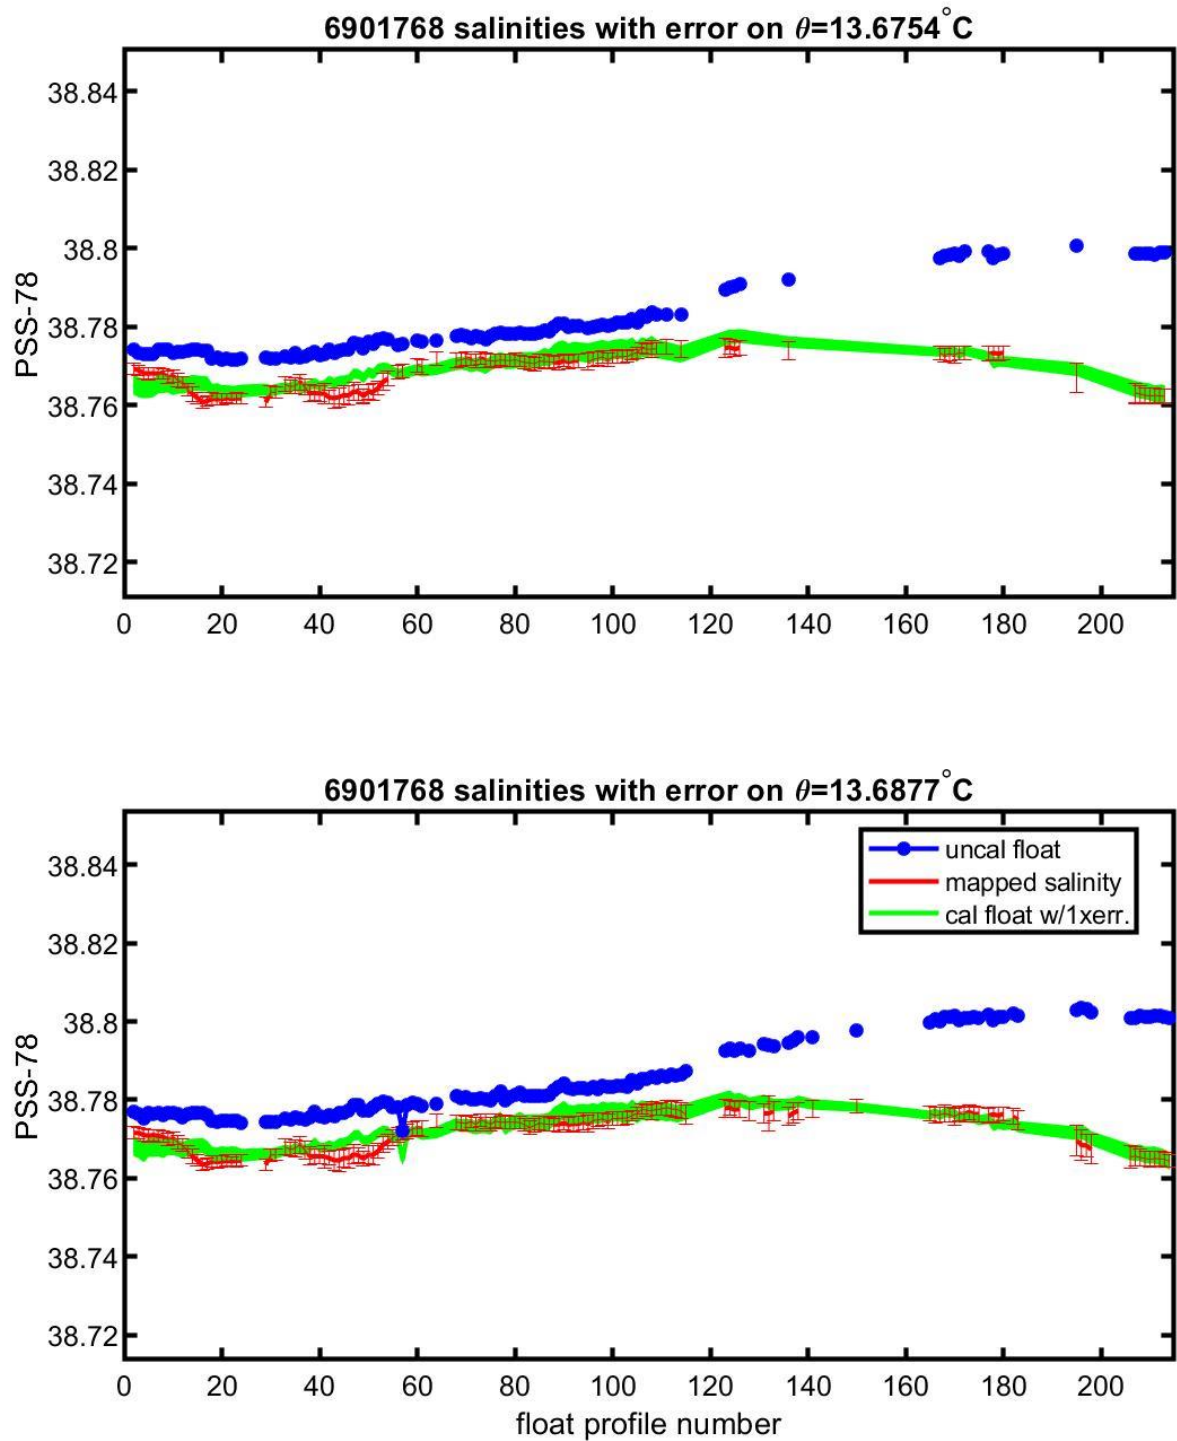 6901768 salinities with error on θ=13.6754°C
PSS-78
38.84
38.82
38.8
38.78
38.76
38.74
38.72
0 20 40 60 80 100 120 140 160 180 200
6901768 salinities with error on θ=13.6877°C
PSS-78
38.84
38.82
38.8
38.78
38.76
38.74
38.72
uncal float
mapped salinity
cal float w/1xerr.
0 20 40 60 80 100 120 140 160 180 200
float profile number